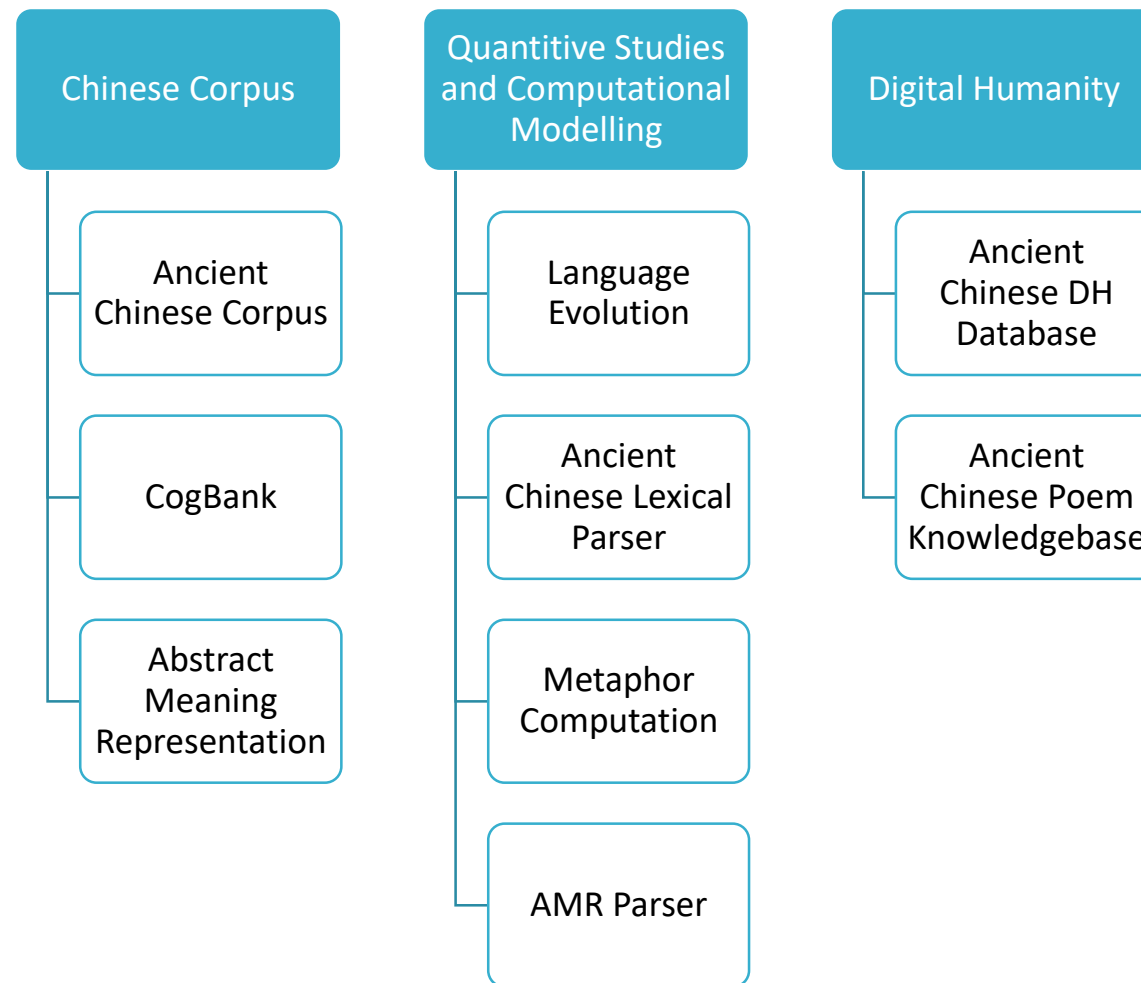 Chinese Corpus
Ancient
Chinese Corpus
CogBank
Abstract
Meaning
Representation
Quantitive Studies
and Computational
Modelling
Language
Evolution
Ancient
Chinese Lexical
Parser
Metaphor
Computation
AMR Parser
Digital Humanity
Ancient
Chinese DH
Database
Ancient
Chinese Poem
Knowledgebase